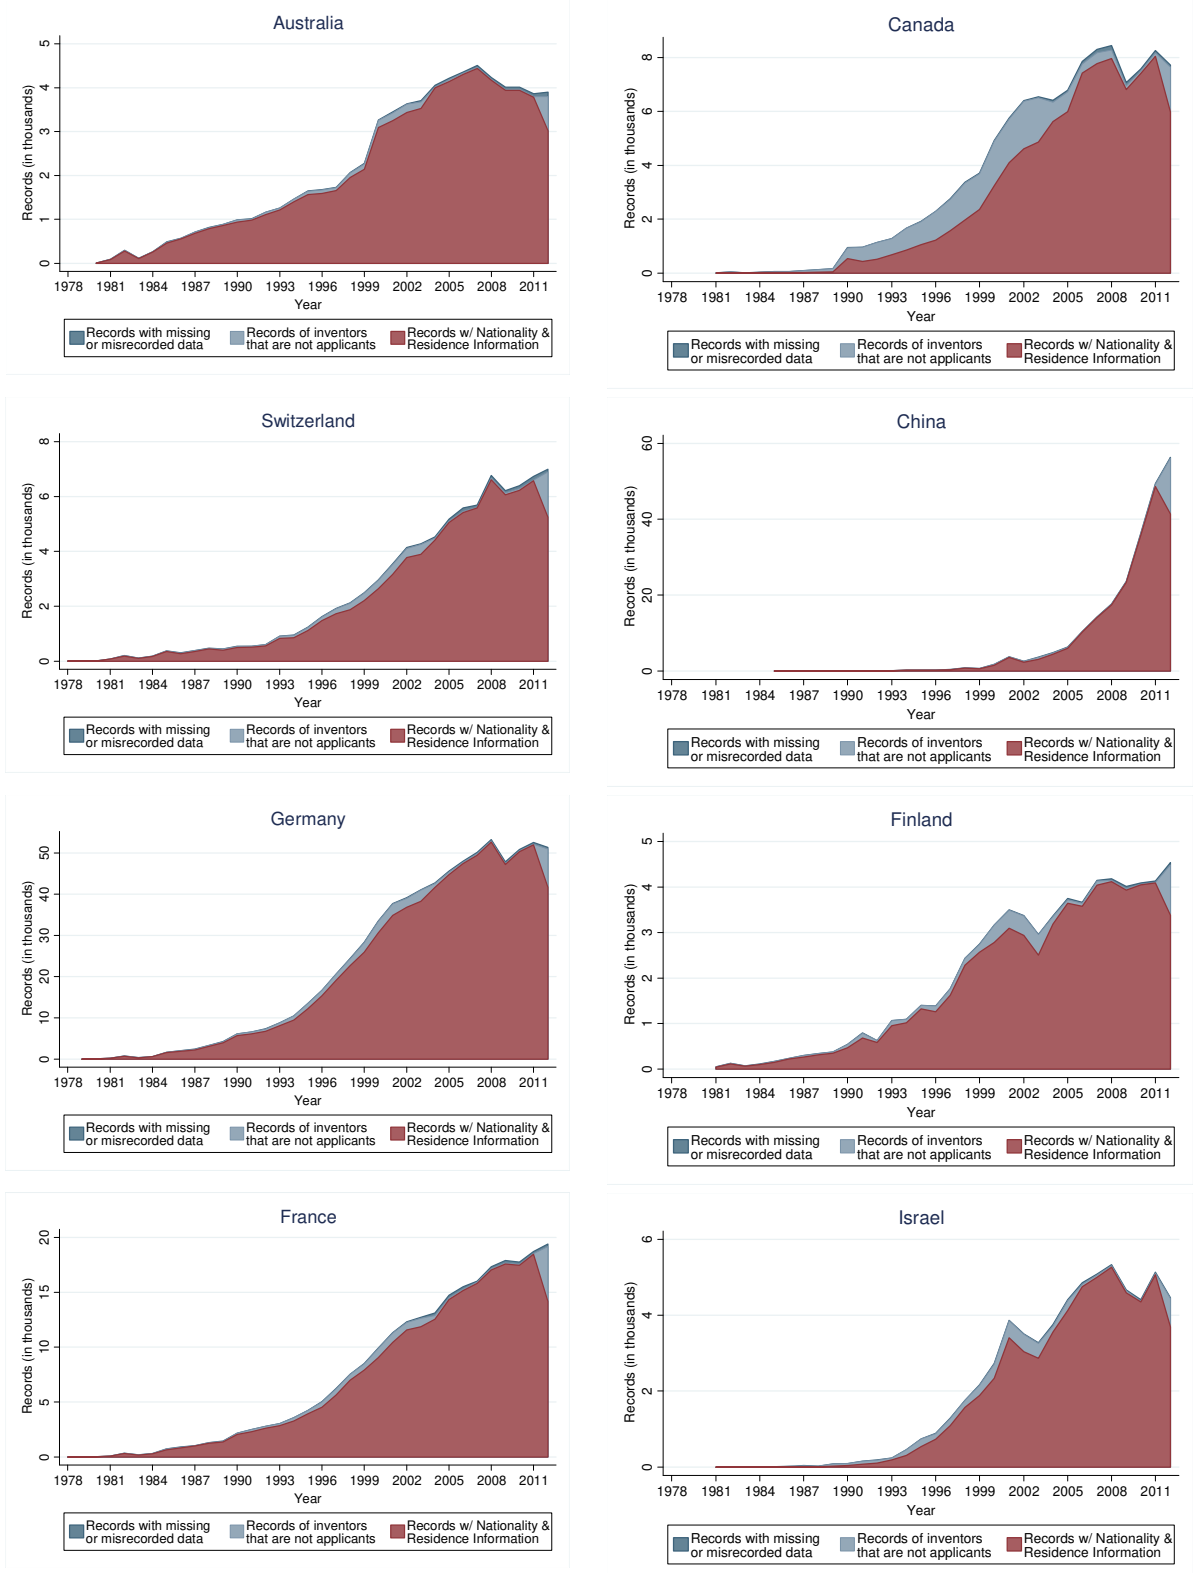 Australia
Records (in thousands)
5
4
3
2
1
0
1978 1981 1984 1987 1990 1993 1996 1999 2002 2005 2008 2011
Year
Records with missing or misrecorded data
Records of inventors that are not applicants
Records w/ Nationality & Residence Information
Canada
Records (in thousands)
8
6
4
2
0
1978 1981 1984 1987 1990 1993 1996 1999 2002 2005 2008 2011
Year
Records with missing or misrecorded data
Records of inventors that are not applicants
Records w/ Nationality & Residence Information
Switzerland
Records (in thousands)
8
6
4
2
0
1978 1981 1984 1987 1990 1993 1996 1999 2002 2005 2008 2011
Year
Records with missing or misrecorded data
Records of inventors that are not applicants
Records w/ Nationality & Residence Information
China
Records (in thousands)
60
40
20
0
1978 1981 1984 1987 1990 1993 1996 1999 2002 2005 2008 2011
Year
Records with missing or misrecorded data
Records of inventors that are not applicants
Records w/ Nationality & Residence Information
Germany
Records (in thousands)
50
40
30
20
10
0
1978 1981 1984 1987 1990 1993 1996 1999 2002 2005 2008 2011
Year
Records with missing or misrecorded data
Records of inventors that are not applicants
Records w/ Nationality & Residence Information
Finland
Records (in thousands)
5
4
3
2
1
0
1978 1981 1984 1987 1990 1993 1996 1999 2002 2005 2008 2011
Year
Records with missing or misrecorded data
Records of inventors that are not applicants
Records w/ Nationality & Residence Information
France
Records (in thousands)
20
15
10
5
0
1978 1981 1984 1987 1990 1993 1996 1999 2002 2005 2008 2011
Year
Records with missing or misrecorded data
Records of inventors that are not applicants
Records w/ Nationality & Residence Information
Israel
Records (in thousands)
6
4
2
0
1978 1981 1984 1987 1990 1993 1996 1999 2002 2005 2008 2011
Year
Records with missing or misrecorded data
Records of inventors that are not applicants
Records w/ Nationality & Residence Information